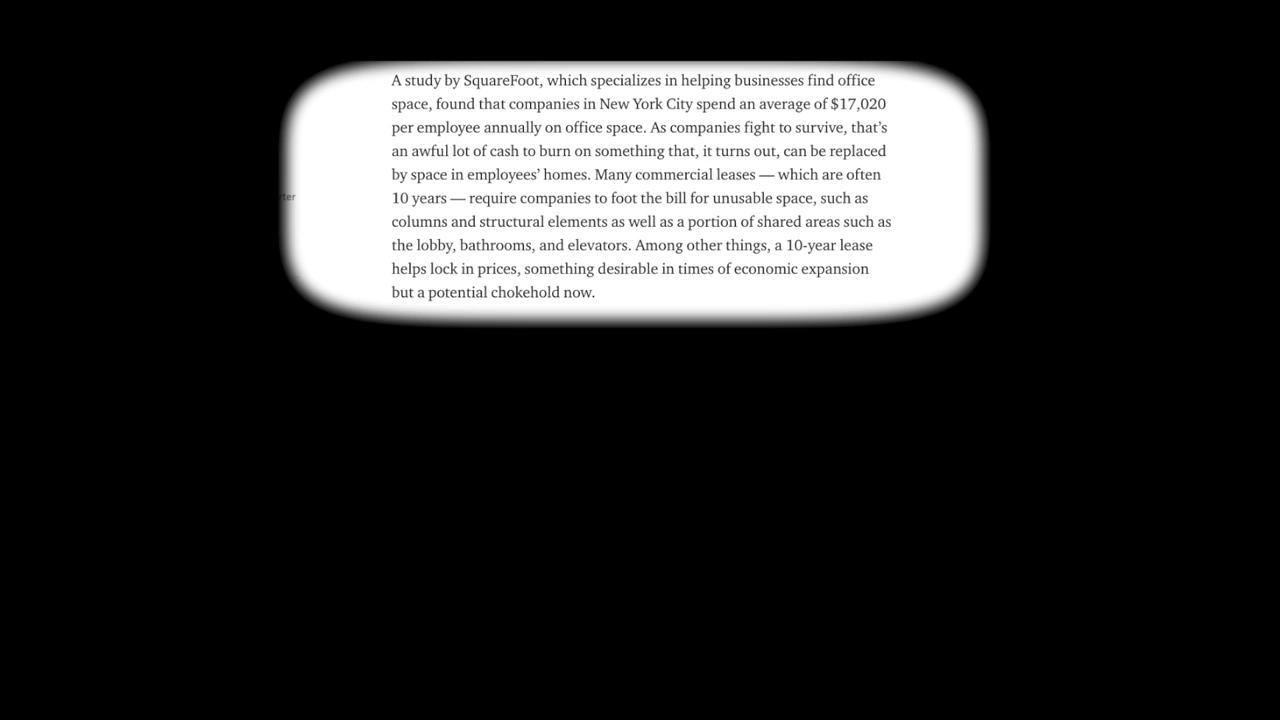 A study by SquareFoot, which specializes in helping businesses find office
space, found that companies in New York City spend an average of $17,020
per employee annually on office space. As companies fight to survive, that’s
an awful lot of cash to burn on something that, it turns out, can be replaced
by space in employees’ homes. Many commercial leases — which are often
10 years — require companies to foot the bill for unusable space, such as
columns and structural elements as well as a portion of shared areas such as
the lobby, bathrooms, and elevators. Among other things, a 10-year lease
helps lock in prices, something desirable in times of economic expansion
but a potential chokehold now.